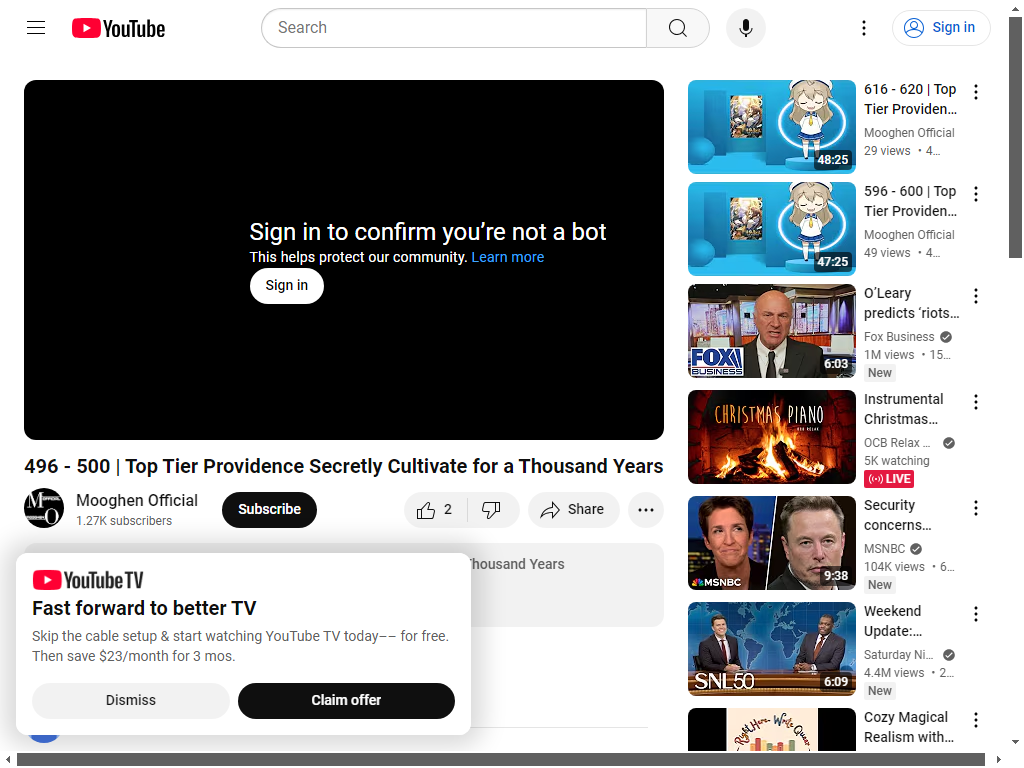 YouTube
Search
Sign in
Sign in to confirm you’re not a bot
This helps protect our community. Learn more
Sign in
496 - 500 | Top Tier Providence Secretly Cultivate for a Thousand Years
Mooghen Official
1.27K subscribers
Subscribe
2
Share
Thousand Years
YouTube TV
Fast forward to better TV
Skip the cable setup & start watching YouTube TV today–– for free.
Then save $23/month for 3 mos.
Dismiss
Claim offer
48:25
616 - 620 | Top
Tier Providen…
Mooghen Official
29 views • 4…
47:25
596 - 600 | Top
Tier Providen…
Mooghen Official
49 views • 4…
FOX
BUSINESS
6:03
O’Leary
predicts ‘riots…
Fox Business
1M views • 15…
New
CHRISTMAS PIANO
OCB RELAX
Instrumental
Christmas…
OCB Relax …
5K watching
LIVE
MSNBC
9:38
Security
concerns…
MSNBC
104K views • 6…
New
SNL50
6:09
Weekend
Update:…
Saturday Ni…
4.4M views • 2…
New
Right Here, Write Queer
Cozy Magical
Realism with…